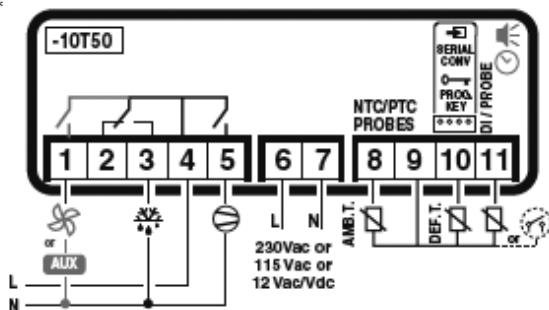 -10T50
SERIAL
CONV
PROG.
KEY
DI / PROBE
NTC/PTC
PROBES
1 2 3 4 5 6 7 8 9 10 11
or
AUX
L N
AMB.T.
DEF. T.
or
230Vac or
115 Vac or
12 Vac/Vdc
L
N